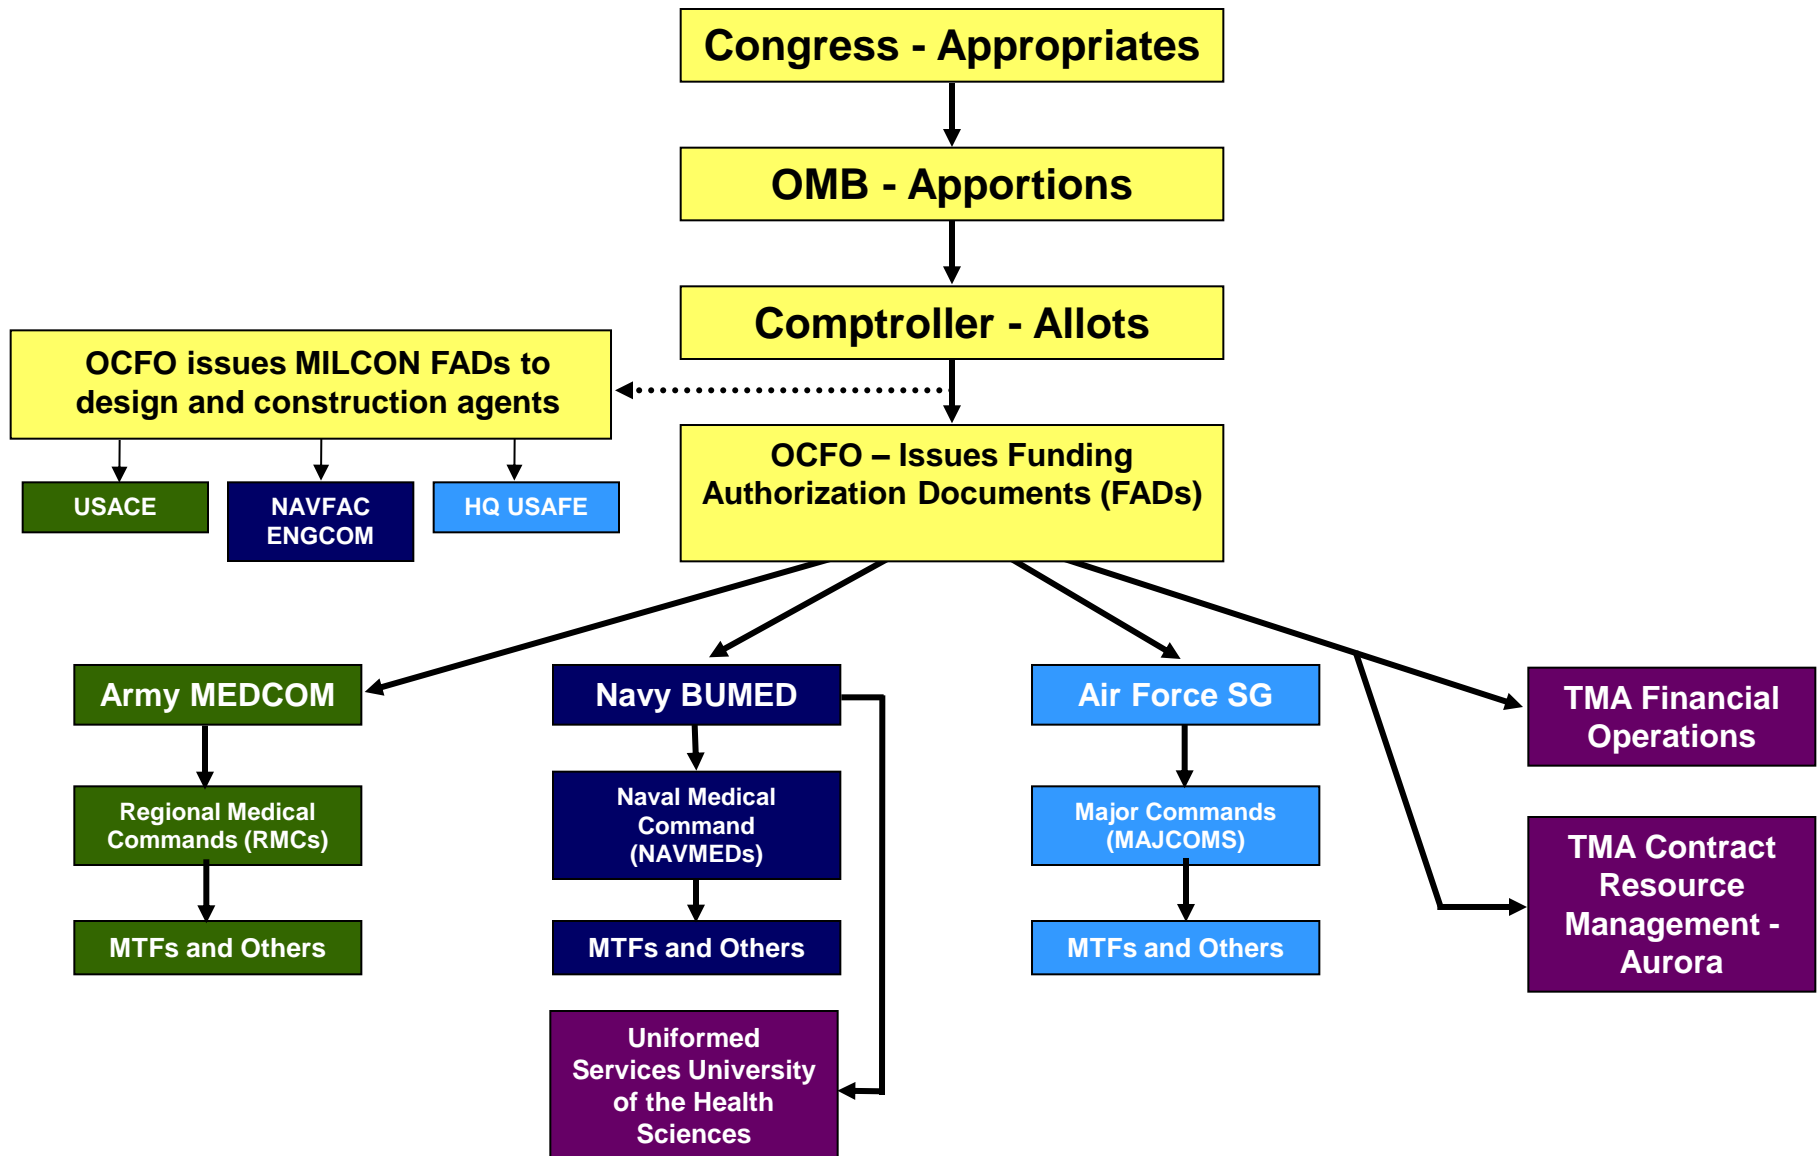 Congress - Appropriates
OMB - Apportions
Comptroller - Allots
OCFO issues MILCON FADs to
design and construction agents
OCFO – Issues Funding
Authorization Documents (FADs)
USACE
NAVFAC
ENGCOM
HQ USAFE
Army MEDCOM
Regional Medical
Commands (RMCs)
MTFs and Others
Navy BUMED
Naval Medical
Command
(NAVMEDs)
MTFs and Others
Uniformed
Services University
of the Health
Sciences
Air Force SG
Major Commands
(MAJCOMS)
MTFs and Others
TMA Financial
Operations
TMA Contract
Resource
Management -
Aurora